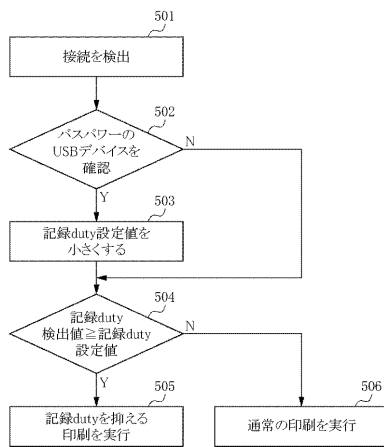 501
接続を検出
502
バスパワーの
USBデバイスを
確認
N
Y
503
記録duty設定値を
小さくする
504
記録duty
検出値≧記録duty
設定値
N
Y
505
記録dutyを抑える
印刷を実行
506
通常の印刷を実行